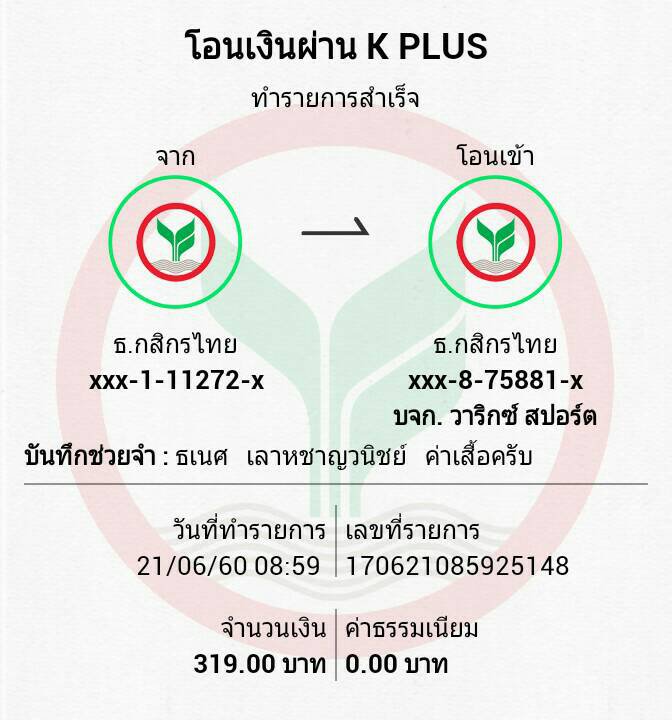 โอนเงินผ่าน K PLUS
ทำรายการสำเร็จ
จาก
โอนเข้า
ธ.กสิกรไทย
xxx-1-11272-x
ธ.กสิกรไทย
xxx-8-75881-x
บจก. วาริกซ์ สปอร์ต
บันทึกช่วยจำ : ธเนศ เลาหชาญวนิชย์ ค่าเสื้อครับ
วันที่ทำรายการ
21/06/60 08:59
เลขที่รายการ
170621085925148
จำนวนเงิน
319.00 บาท
ค่าธรรมเนียม
0.00 บาท